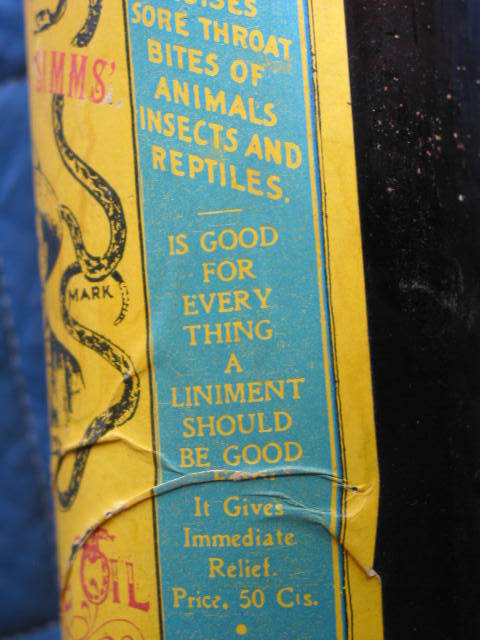 SORE THROAT
BITES OF
ANIMALS
INSECTS AND
REPTILES.
IS GOOD
FOR
EVERY
THING
A
LINIMENT
SHOULD
BE GOOD
It Gives
Immediate
Relief.
Price, 50 Cts.
SIMMS'
MARK
OIL